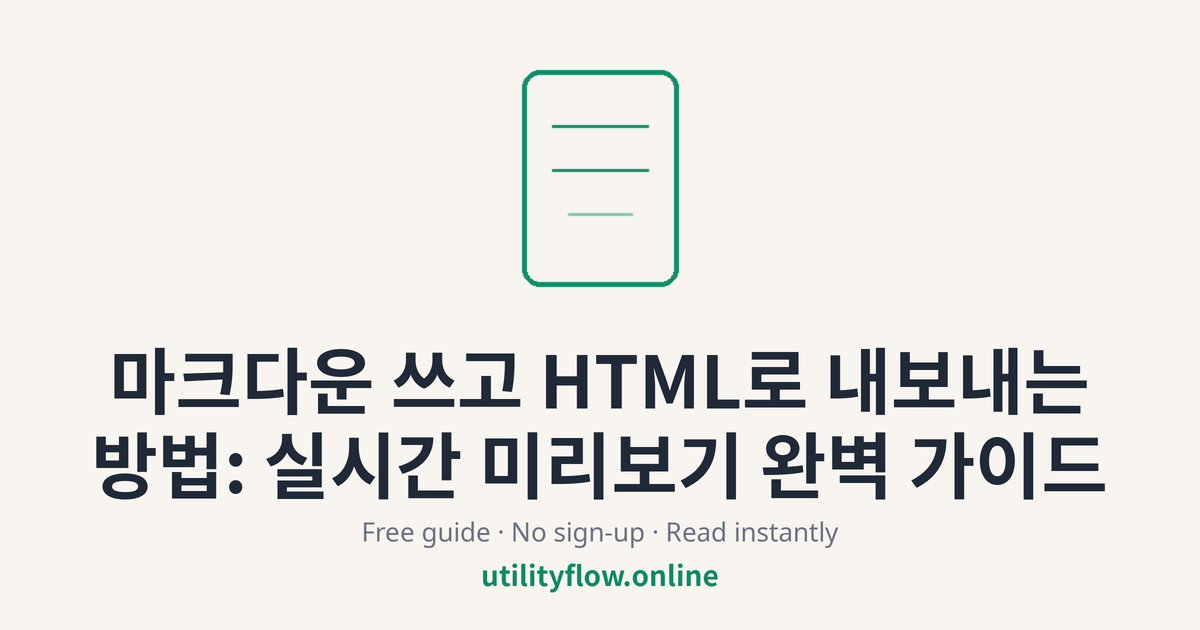 마크다운 쓰고 HTML로 내보내는
방법: 실시간 미리보기 완벽 가이드
Free guide · No sign-up · Read instantly
utilityflow.online